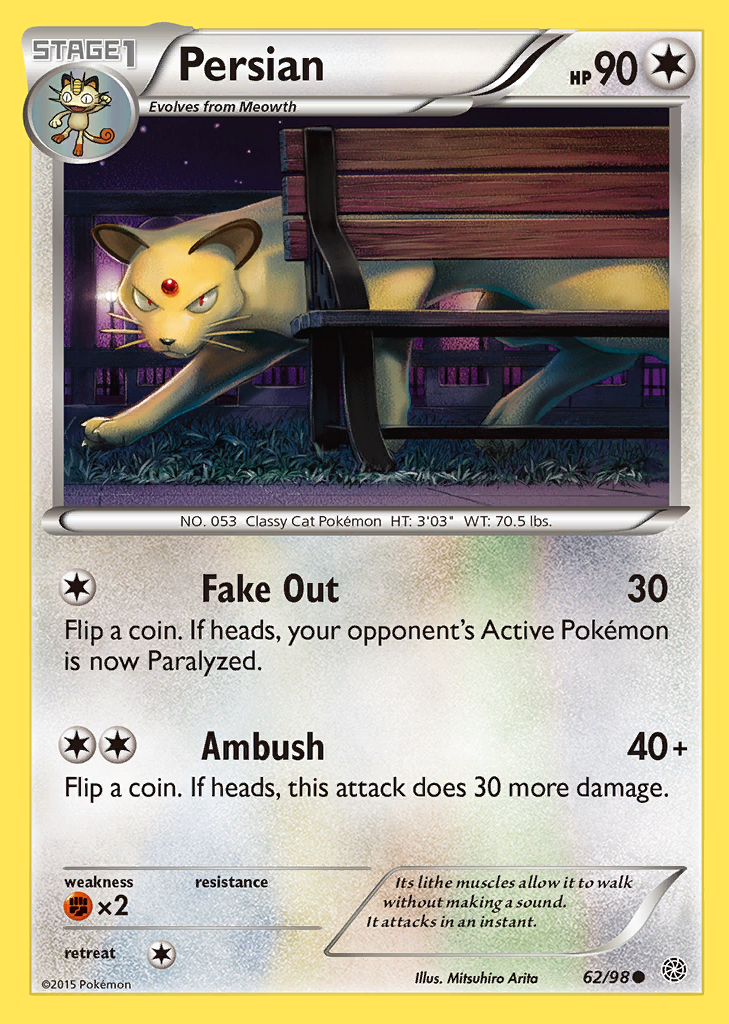 STAGE1
Persian
HP 90
Evolves from Meowth
NO. 053 Classy Cat Pokémon HT: 3'03" WT: 70.5 lbs.
Fake Out 30
Flip a coin. If heads, your opponent's Active Pokémon
is now Paralyzed.
Ambush 40+
Flip a coin. If heads, this attack does 30 more damage.
weakness resistance
×2
Its lithe muscles allow it to walk
without making a sound.
It attacks in an instant.
retreat
©2015 Pokémon
Illus. Mitsuhiro Arita
62/98